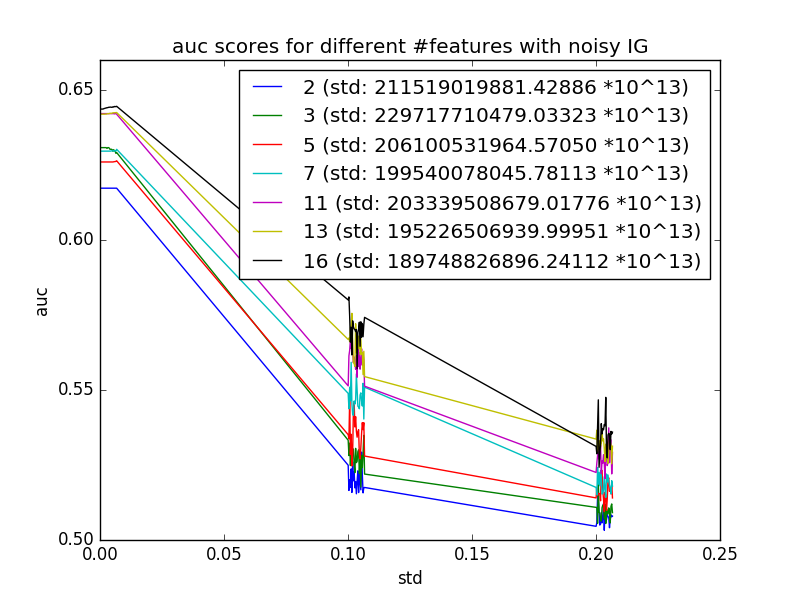 auc scores for different #features with noisy IG
0.65
0.60
0.55
0.50
auc
2 (std: 211519019881.42886 *10^13)
3 (std: 229717710479.03323 *10^13)
5 (std: 206100531964.57050 *10^13)
7 (std: 199540078045.78113 *10^13)
11 (std: 203339508679.01776 *10^13)
13 (std: 195226506939.99951 *10^13)
16 (std: 189748826896.24112 *10^13)
0.00 0.05 0.10 0.15 0.20 0.25
std